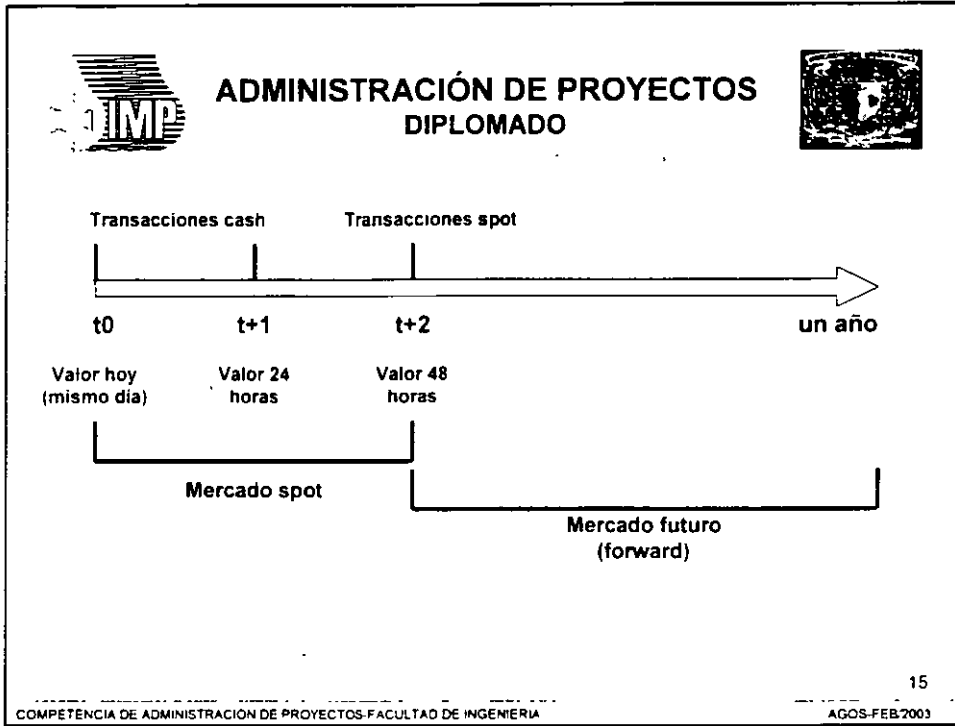 ADMINISTRACIÓN DE PROYECTOS
DIPLOMADO
IMP
Transacciones cash Transacciones spot
t0 t+1 t+2 un año
Valor hoy Valor 24 Valor 48
(mismo día) horas horas
Mercado spot
Mercado futuro
(forward)
15
COMPETENCIA DE ADMINISTRACIÓN DE PROYECTOS-FACULTAD DE INGENIERIA AGOS-FEB'2003